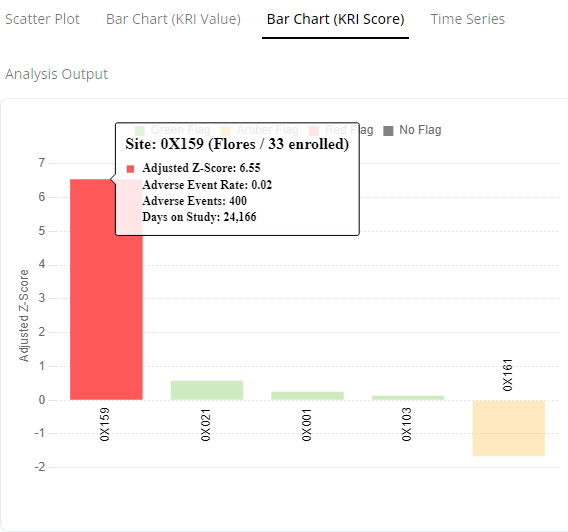 Scatter Plot Bar Chart (KRI Value) Bar Chart (KRI Score) Time Series
Analysis Output
Green Flag Amber Flag Red Flag No Flag
Site: 0X159 (Flores / 33 enrolled)
Adjusted Z-Score: 6.55
Adverse Event Rate: 0.02
Adverse Events: 400
Days on Study: 24,166
7
6
5
4
3
2
1
0
-1
-2
Adjusted Z-Score
0X159
0X021
0X001
0X103
0X161